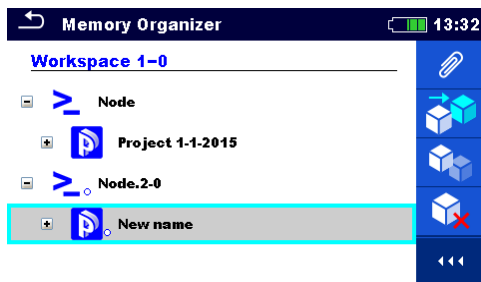 Memory Organizer
13:32
Workspace 1-0
Node
Project 1-1-2015
Node.2-0
New name